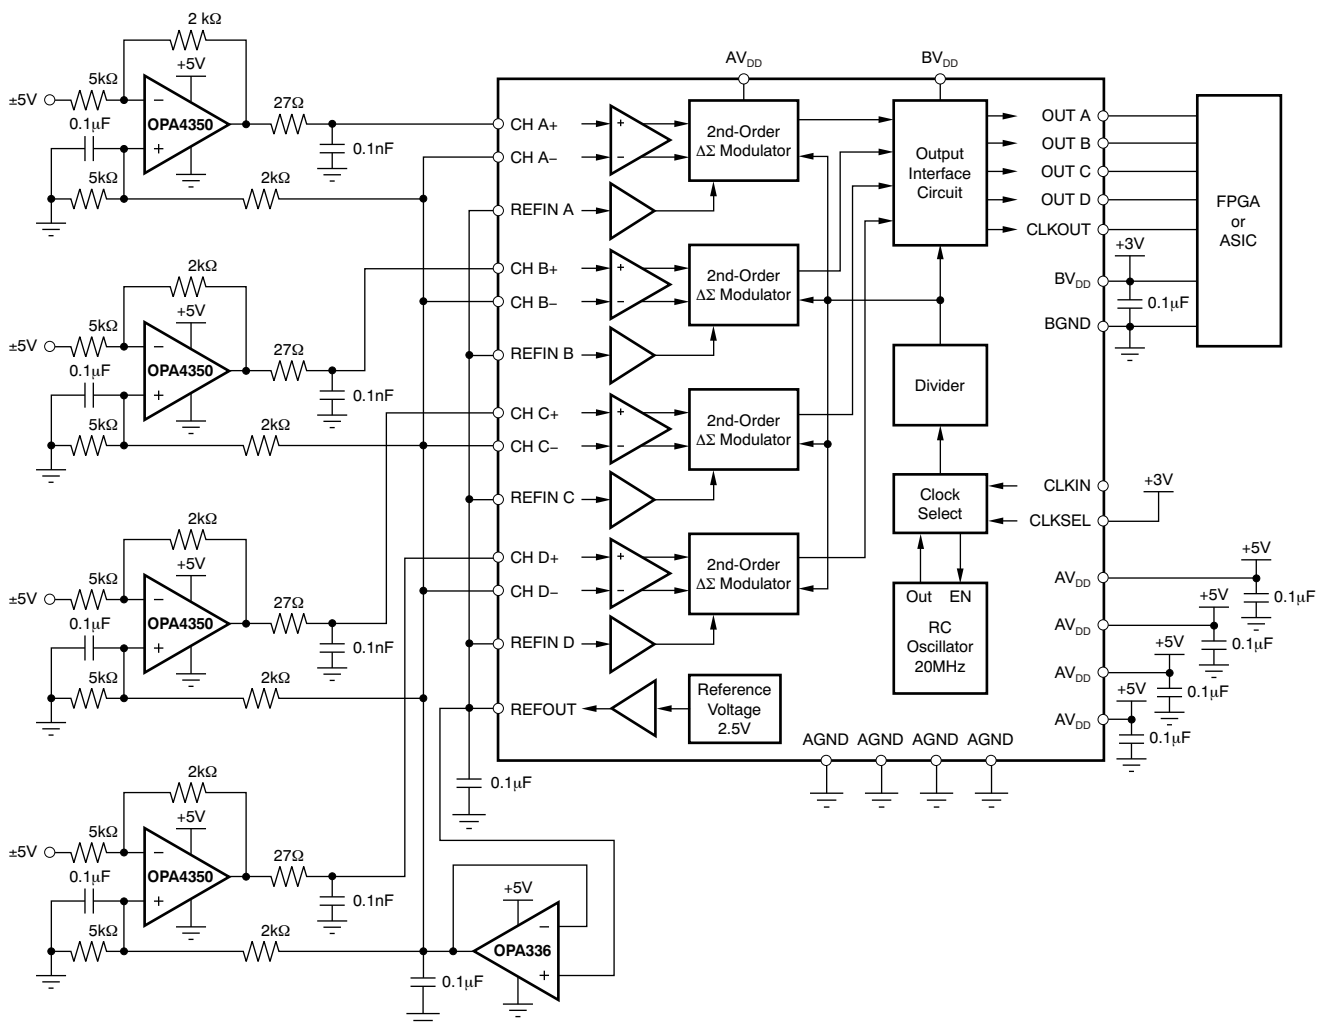 2 kΩ
+5V
5kΩ
±5V
OPA4350
27Ω
0.1µF
0.1nF
5kΩ
2kΩ
2kΩ
+5V
5kΩ
±5V
OPA4350
27Ω
0.1µF
0.1nF
5kΩ
2kΩ
2kΩ
+5V
5kΩ
±5V
OPA4350
27Ω
0.1µF
0.1nF
5kΩ
2kΩ
2kΩ
+5V
5kΩ
±5V
OPA4350
27Ω
0.1µF
0.1nF
5kΩ
2kΩ
0.1µF
+5V
OPA336
−
+
−
+
−
+
−
+
−
+
0.1µF
AVDD
BVDD
CH A+
CH A−
REFIN A
CH B+
CH B−
REFIN B
CH C+
CH C−
REFIN C
CH D+
CH D−
REFIN D
REFOUT
+
−
+
−
+
−
+
−
2nd-Order
ΔΣ Modulator
2nd-Order
ΔΣ Modulator
2nd-Order
ΔΣ Modulator
2nd-Order
ΔΣ Modulator
Reference
Voltage
2.5V
Output
Interface
Circuit
Divider
Clock
Select
Out EN
RC
Oscillator
20MHz
OUT A
OUT B
OUT C
OUT D
CLKOUT
+3V
BVDD
0.1µF
BGND
FPGA
or
ASIC
CLKIN
+3V
CLKSEL
+5V
AVDD
0.1µF
+5V
AVDD
0.1µF
+5V
AVDD
0.1µF
+5V
AVDD
0.1µF
AGND AGND AGND AGND